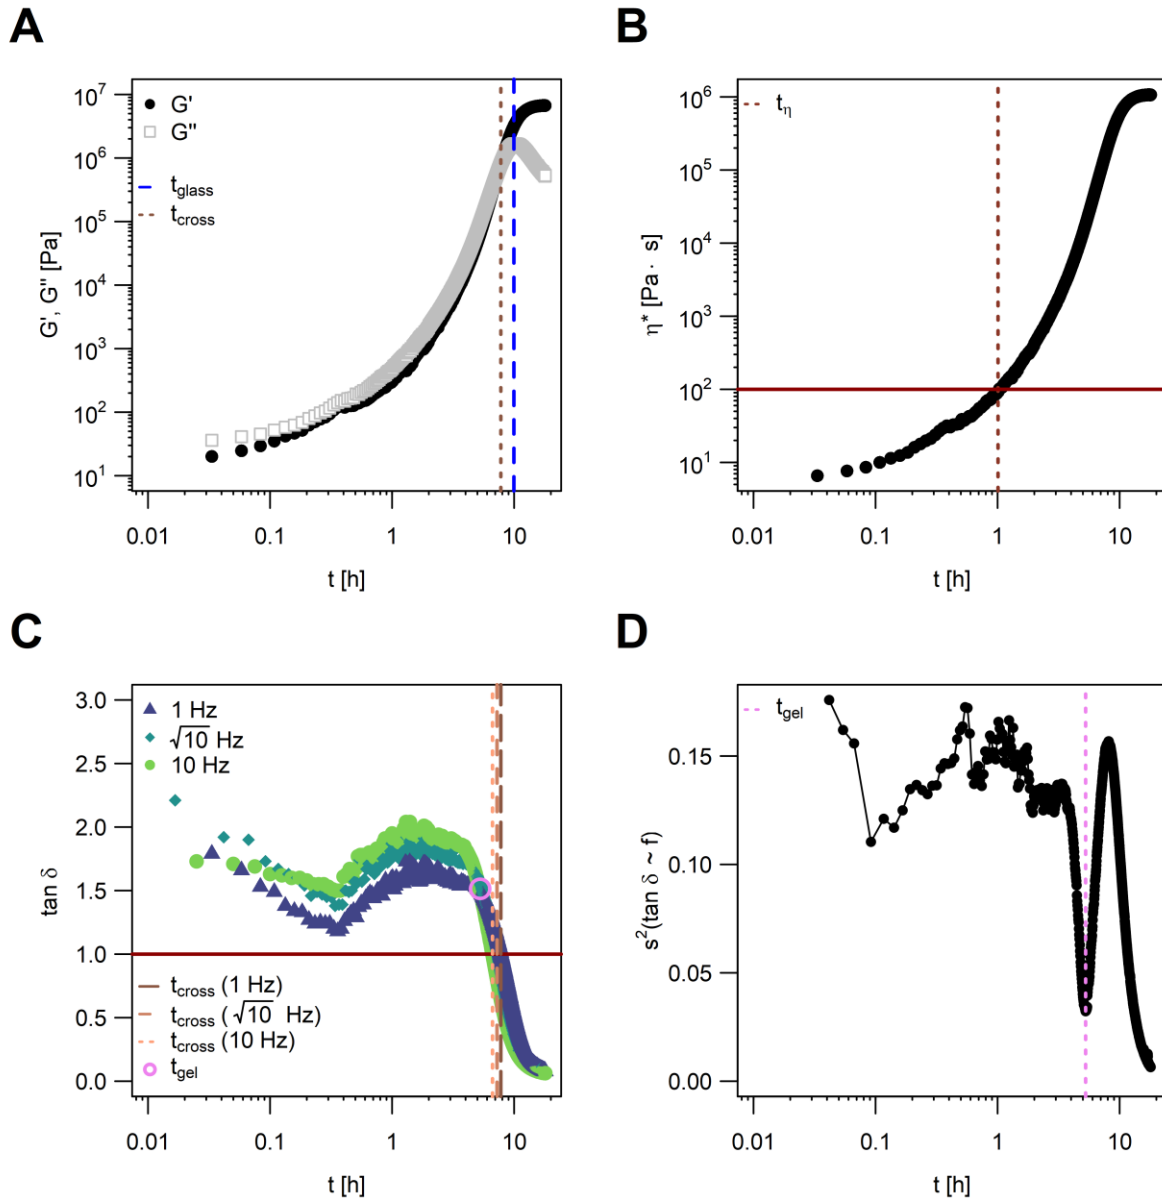 A
G'
G''
t_glass
t_cross
G', G'' [Pa]
10^7
10^6
10^5
10^4
10^3
10^2
10^1
0.01
0.1
1
10
t [h]
B
t_η
η* [Pa · s]
10^6
10^5
10^4
10^3
10^2
10^1
0.01
0.1
1
10
t [h]
C
1 Hz
√10 Hz
10 Hz
tan δ
3.0
2.5
2.0
1.5
1.0
0.5
0.0
t_cross (1 Hz)
t_cross (√10 Hz)
t_cross (10 Hz)
t_gel
0.01
0.1
1
10
t [h]
D
t_gel
s²(tan δ ~ f)
0.15
0.10
0.05
0.00
0.01
0.1
1
10
t [h]